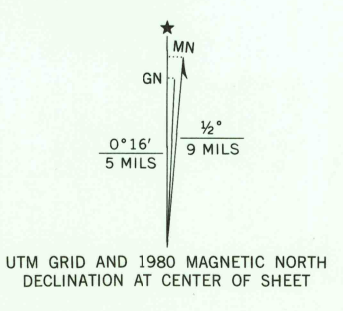 ★
MN
GN
0°16'
5 MILS
½°
9 MILS
UTM GRID AND 1980 MAGNETIC NORTH
DECLINATION AT CENTER OF SHEET